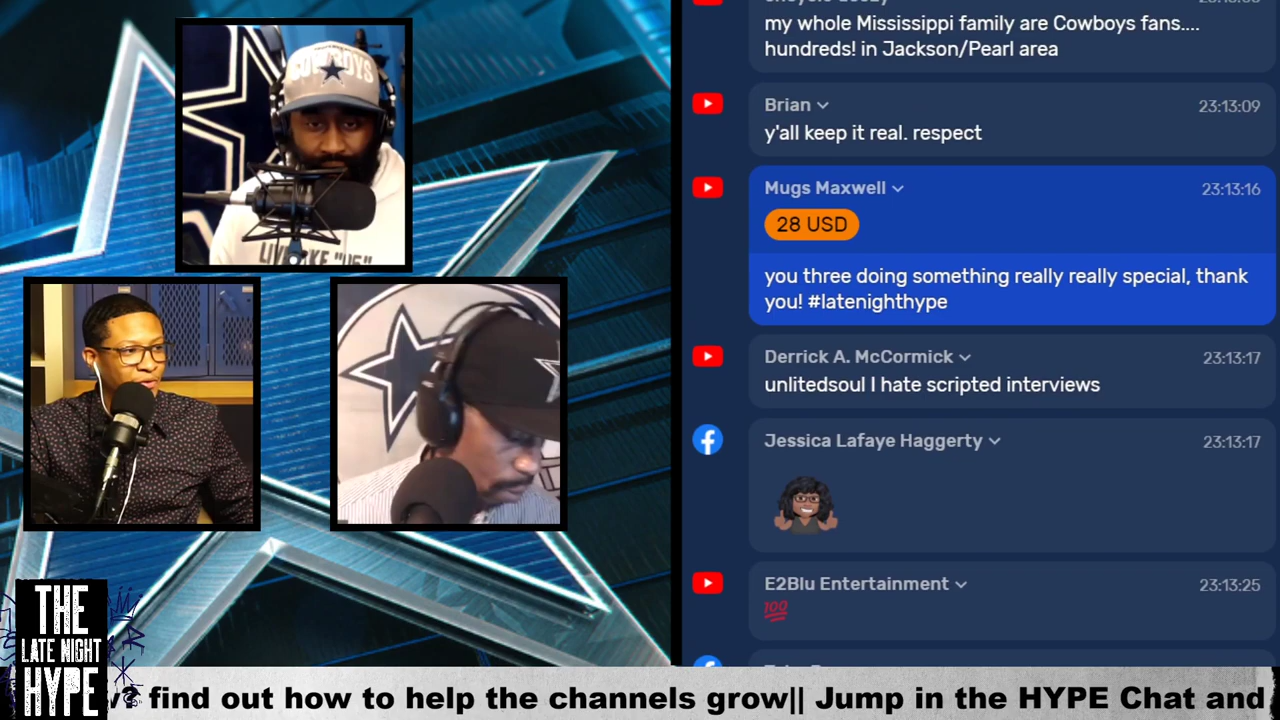 COWBOYS
my whole Mississippi family are Cowboys fans....
hundreds! in Jackson/Pearl area
Brian
23:13:09
y'all keep it real. respect
Mugs Maxwell
23:13:16
28 USD
you three doing something really really special, thank
you! #latenighthype
Derrick A. McCormick
23:13:17
unlitedsoul I hate scripted interviews
Jessica Lafaye Haggerty
23:13:17
E2Blu Entertainment
23:13:25
100
THE
LATE NIGHT
HYPE
find out how to help the channels grow|| Jump in the HYPE Chat and